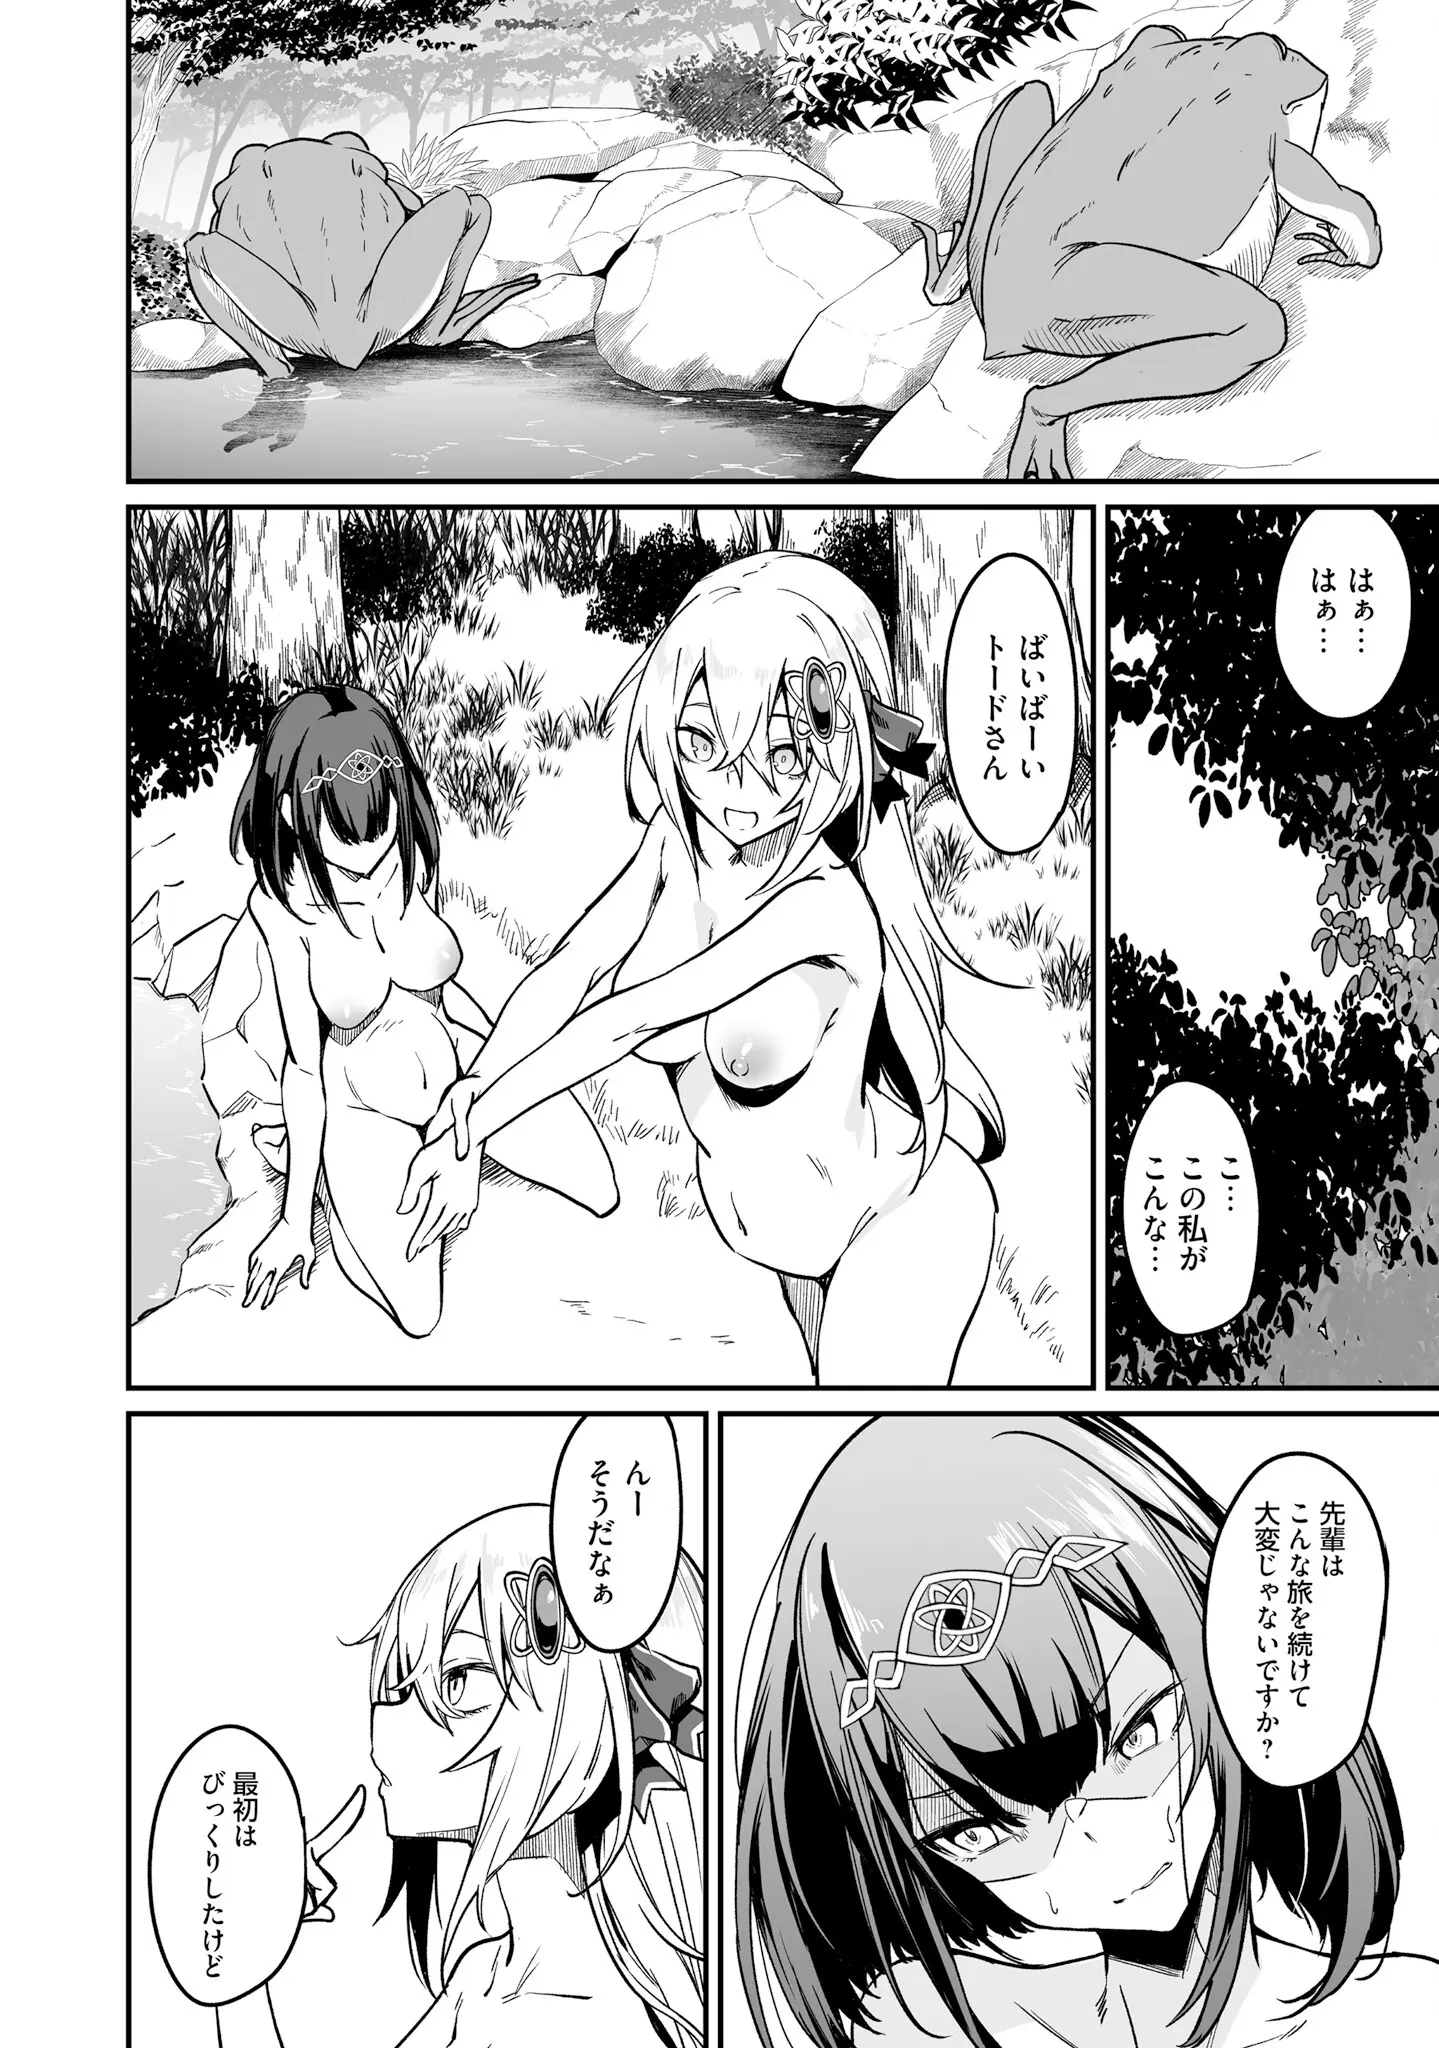 はぁ…
はぁ…
こ…
この私が
こんな…
ばいばーい
トードさん
先輩は
こんな旅を続けて
大変じゃないですか?
んー
そうだなぁ
最初は
びっくりしたけど